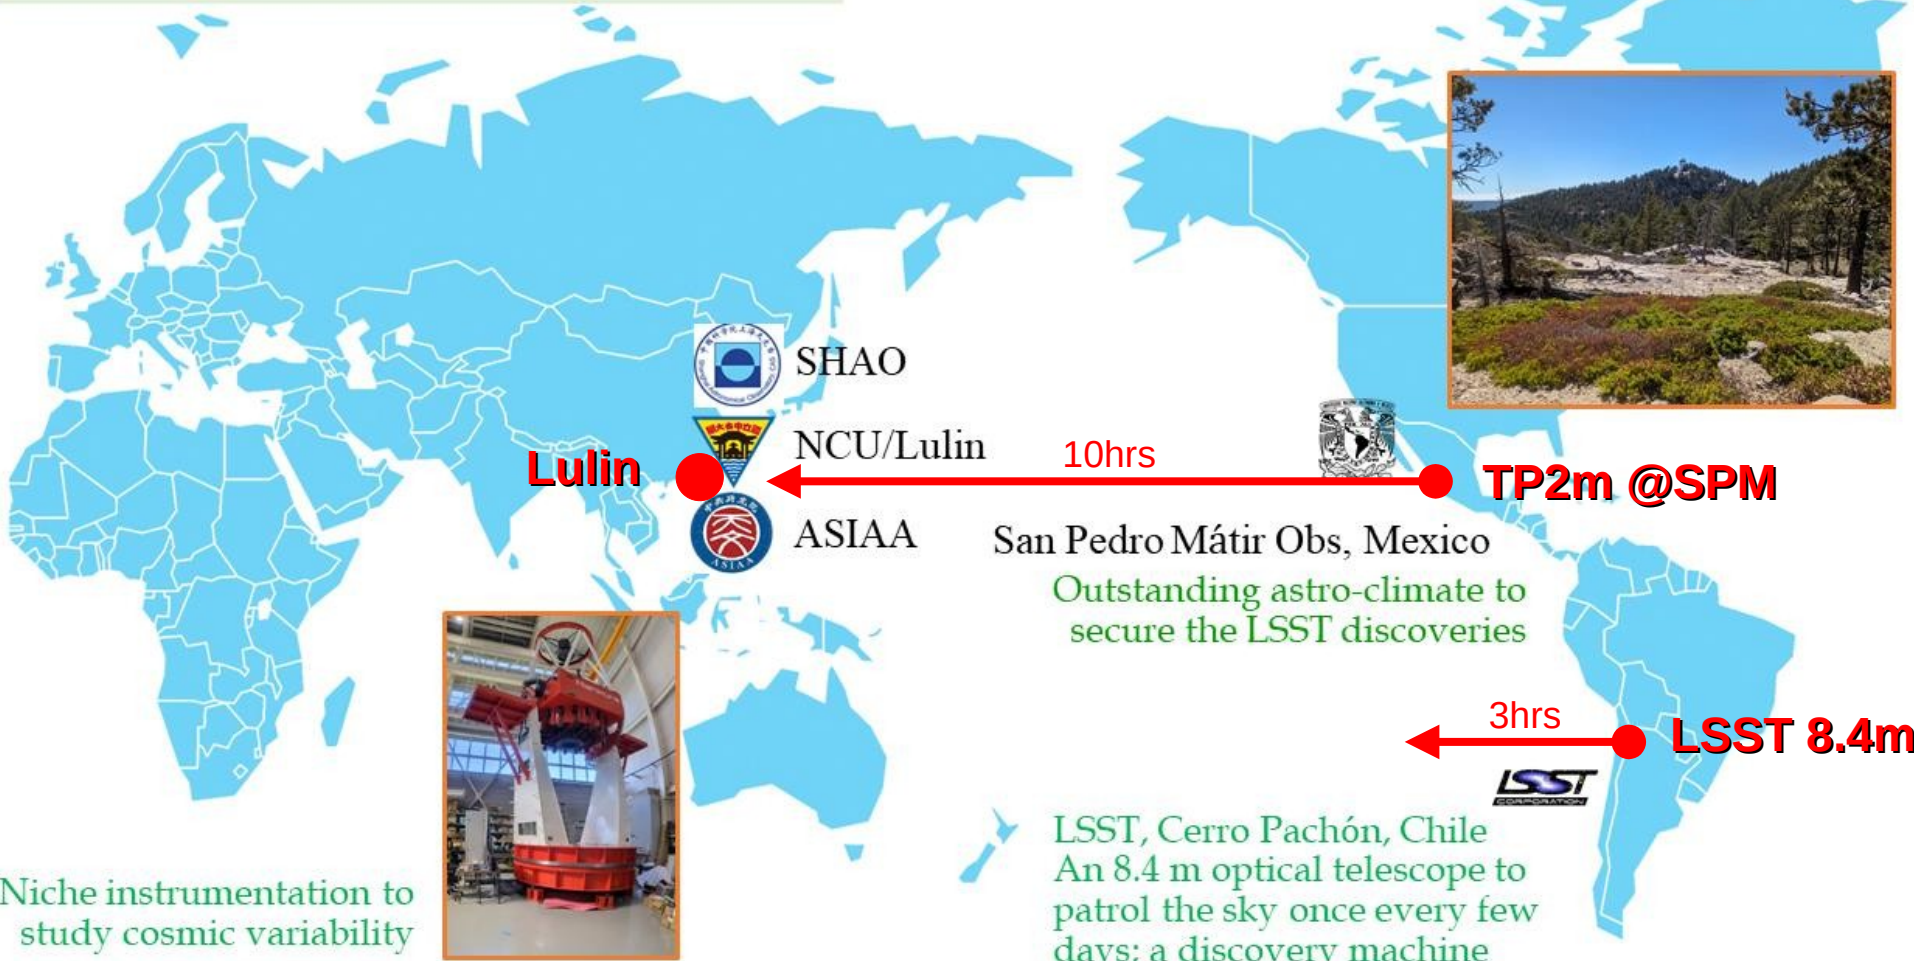 SHAO
NCU/Lulin
10hrs
Lulin
TP2m @SPM
ASIAA
ASIAA
San Pedro Mátir Obs, Mexico
Outstanding astro-climate to
secure the LSST discoveries
3hrs
LSST 8.4m
LSST
CORPORATION
LSST, Cerro Pachón, Chile
An 8.4 m optical telescope to
patrol the sky once every few
days; a discovery machine
Niche instrumentation to
study cosmic variability